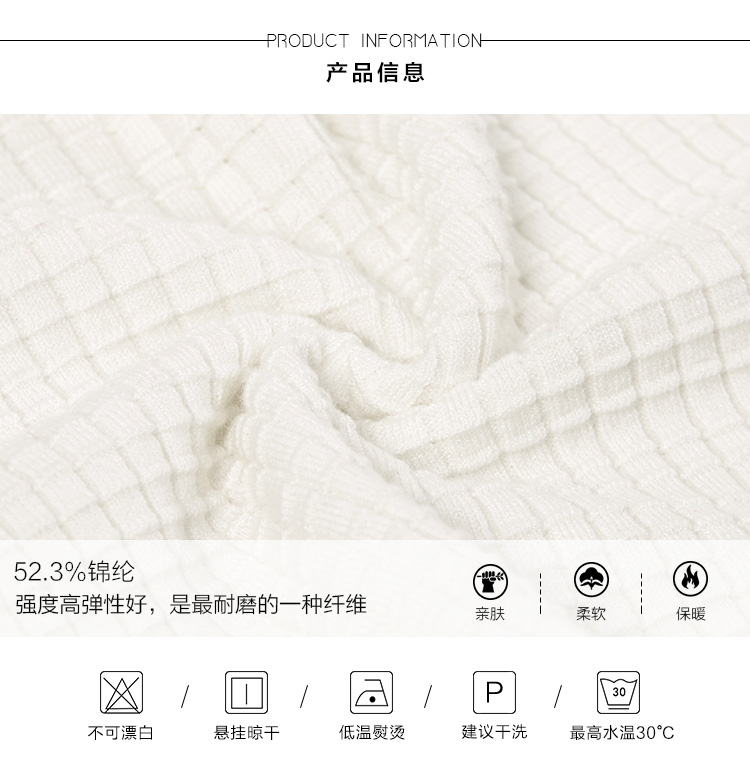 PRODUCT INFORMATION
产品信息
52.3%锦纶
强度高弹性好，是最耐磨的一种纤维
亲肤
柔软
保暖
P
30
不可漂白 / 悬挂晾干 / 低温熨烫 / 建议干洗 / 最高水温30°C